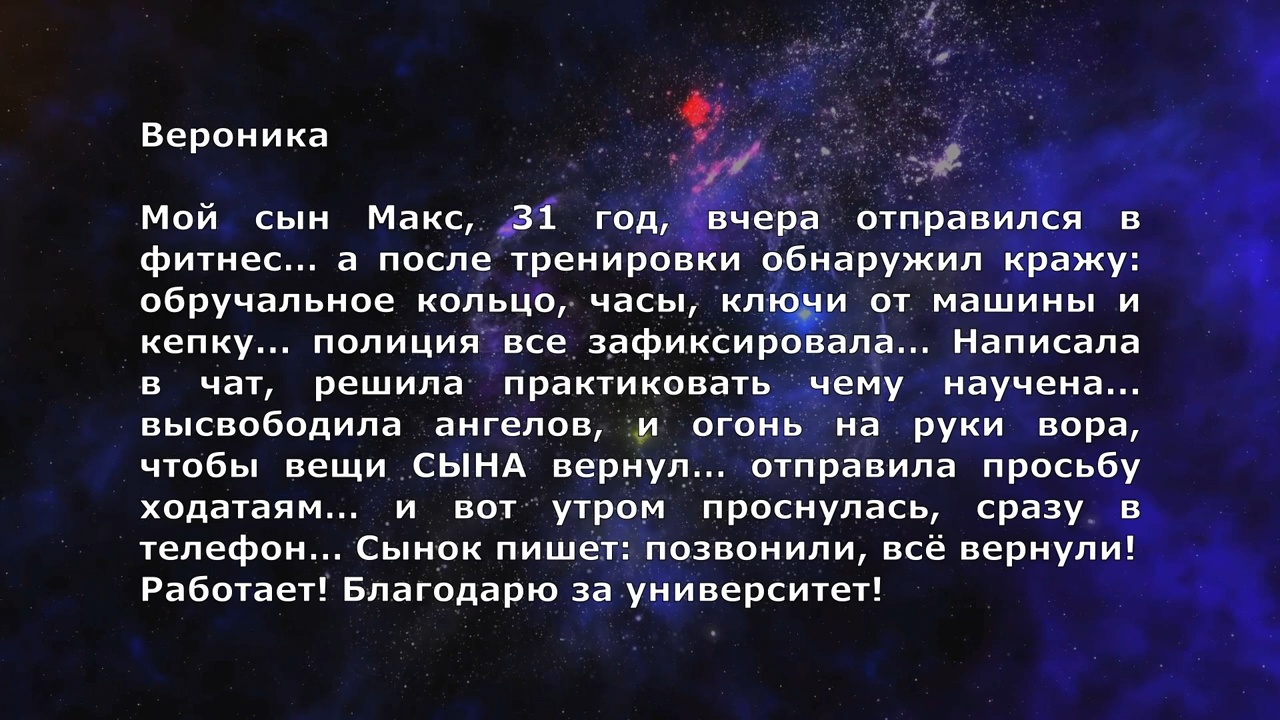 Вероника
Мой сын Макс, 31 год, вчера отправился в
фитнес... а после тренировки обнаружил кражу:
обручальное кольцо, часы, ключи от машины и
кепку... полиция все зафиксировала... Написала
в чат, решила практиковать чему научена...
высвободила ангелов, и огонь на руки вора,
чтобы вещи СЫНА вернул... отправила просьбу
ходатаям... и вот утром проснулась, сразу в
телефон... Сынок пишет: позвонили, всё вернули!
Работает! Благодарю за университет!